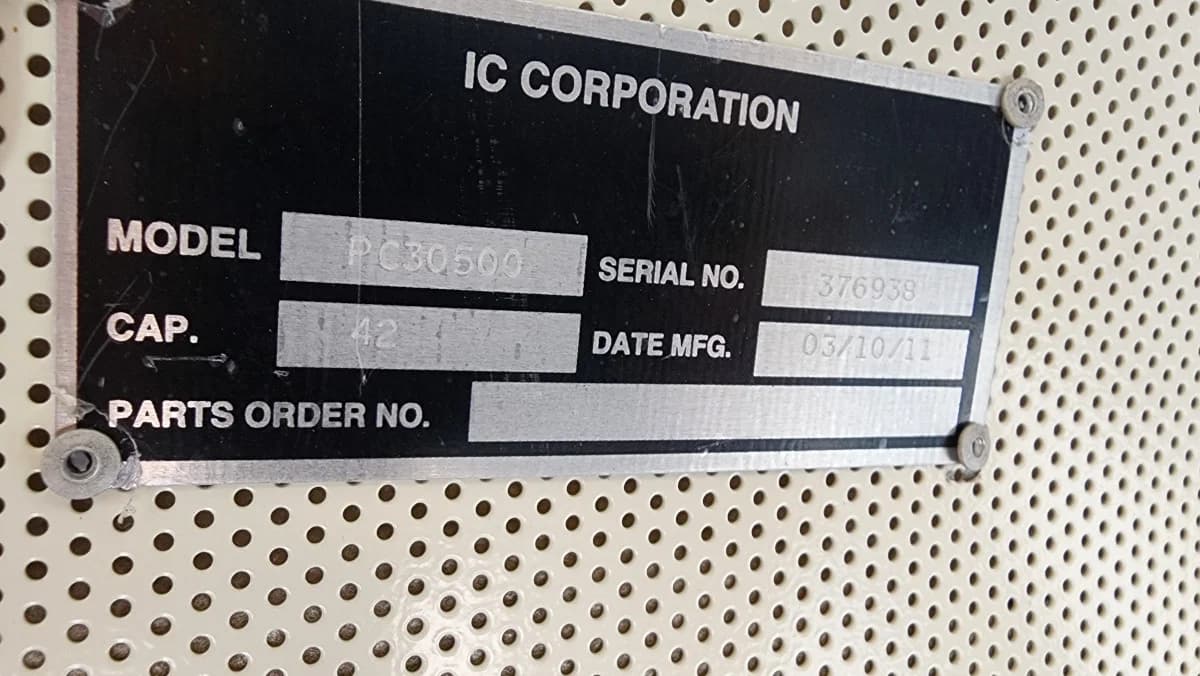 IC CORPORATION
MODEL PC30500 SERIAL NO. 376938
CAP. 42 DATE MFG. 03/10/11
PARTS ORDER NO.